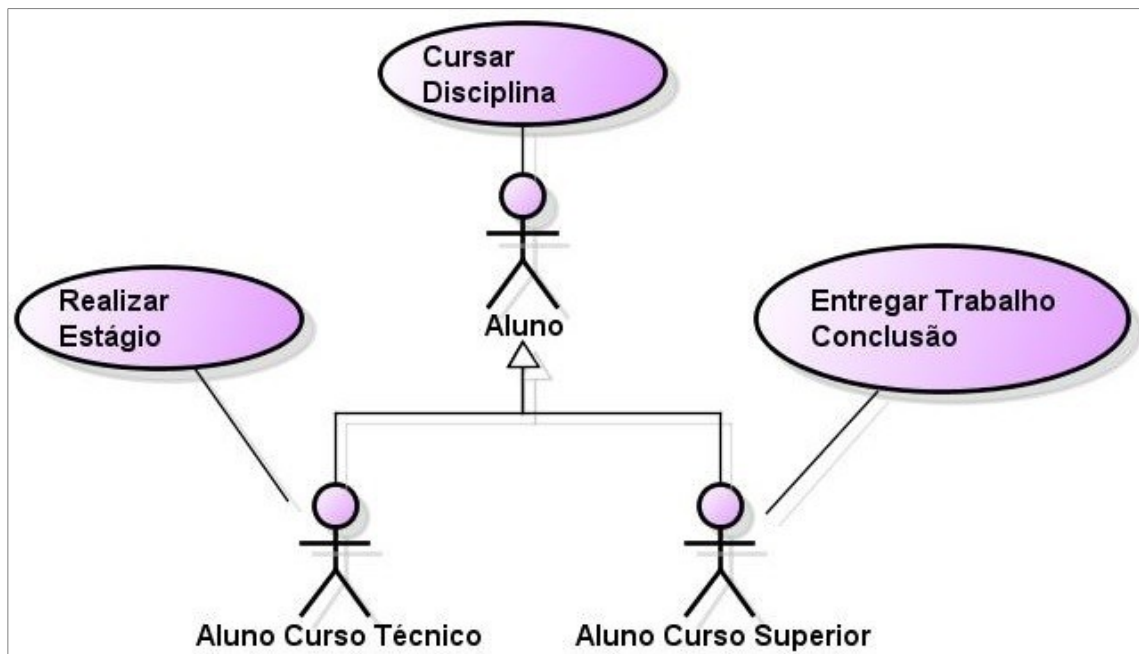 Cursar
Disciplina
Aluno
Realizar
Estágio
Entregar Trabalho
Conclusão
Aluno Curso Técnico
Aluno Curso Superior